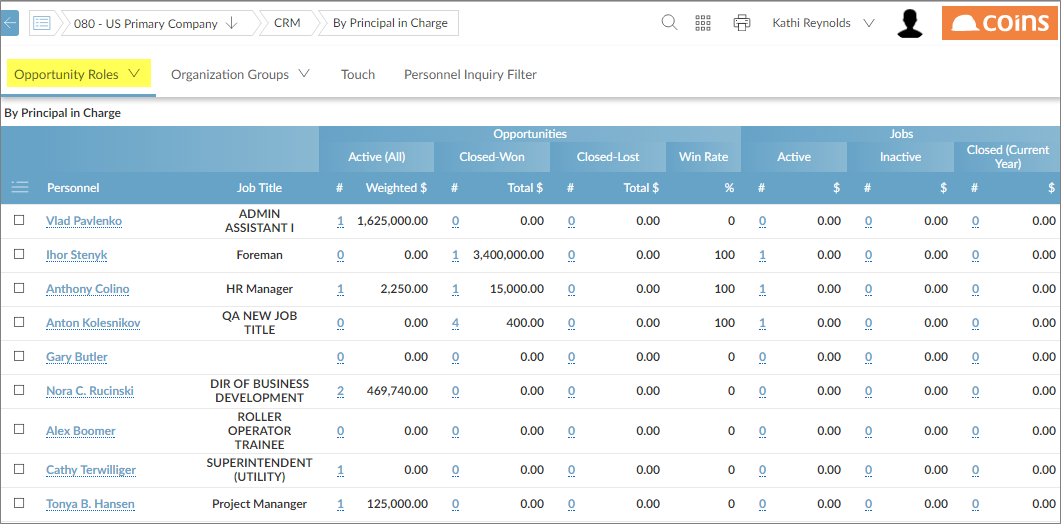 080 - US Primary Company CRM By Principal in Charge Kathi Reynolds coins
Opportunity Roles Organization Groups Touch Personnel Inquiry Filter
By Principal in Charge
Opportunities Jobs
Active (All) Closed-Won Closed-Lost Win Rate Active Inactive Closed (Current
Year)
Personnel Job Title # Weighted $ # Total $ # Total $ % # $ # $ # $
Vlad Pavlenko ADMIN
ASSISTANT I 1 1,625,000.00 0 0.00 0 0.00 0 0 0.00 0 0.00 0 0.00
Ihor Stenyk Foreman 0 0.00 1 3,400,000.00 0 0.00 100 1 0.00 0 0.00 0 0.00
Anthony Colino HR Manager 1 2,250.00 1 15,000.00 0 0.00 100 1 0.00 0 0.00 0 0.00
Anton Kolesnikov QA NEW JOB
TITLE 0 0.00 4 400.00 0 0.00 100 1 0.00 0 0.00 0 0.00
Gary Butler 0 0.00 0 0.00 0 0.00 0 0 0.00 0 0.00 0 0.00
Nora C. Rucinski DIR OF BUSINESS
DEVELOPMENT 2 469,740.00 0 0.00 0 0.00 0 0 0.00 0 0.00 0 0.00
Alex Boomer ROLLER
OPERATOR
TRAINEE 0 0.00 0 0.00 0 0.00 0 0 0.00 0 0.00 0 0.00
Cathy Terwilliger SUPERINTENDENT
(UTILITY) 1 0.00 0 0.00 0 0.00 0 0 0.00 0 0.00 0 0.00
Tonya B. Hansen Project Mananger 1 125,000.00 0 0.00 0 0.00 0 0 0.00 0 0.00 0 0.00